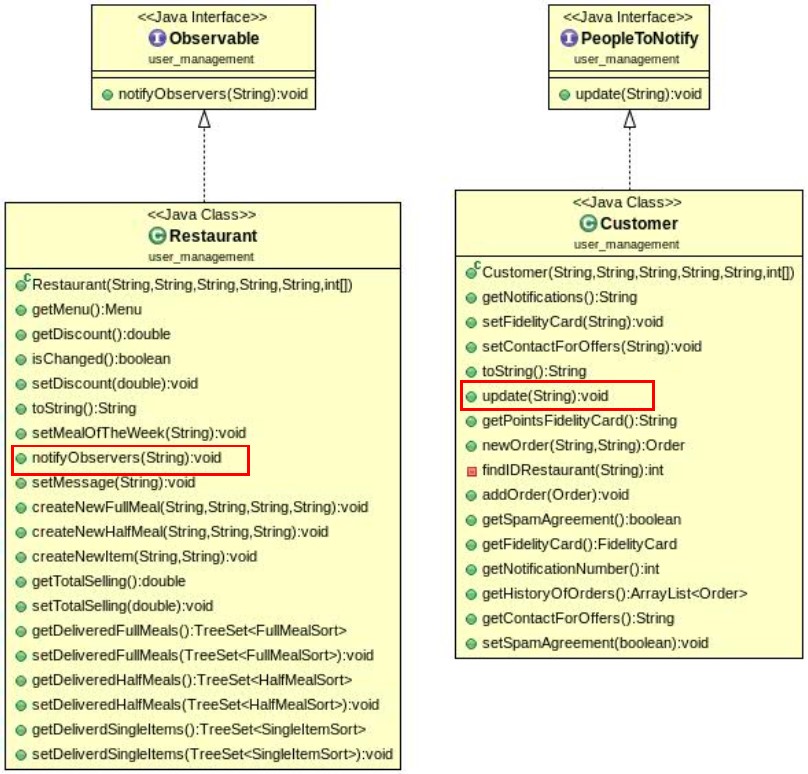 <<Java Interface>>
Observable
user_management
notifyObservers(String):void
<<Java Interface>>
PeopleToNotify
user_management
update(String):void
<<Java Class>>
Restaurant
user_management
Restaurant(String,String,String,String,String,int[])
getMenu():Menu
getDiscount():double
isChanged():boolean
setDiscount(double):void
toString():String
setMealOfTheWeek(String):void
notifyObservers(String):void
setMessage(String):void
createNewFullMeal(String,String,String,String):void
createNewHalfMeal(String,String,String):void
createNewItem(String,String):void
getTotalSelling():double
setTotalSelling(double):void
getDeliveredFullMeals():TreeSet<FullMealSort>
setDeliveredFullMeals(TreeSet<FullMealSort>):void
getDeliveredHalfMeals():TreeSet<HalfMealSort>
setDeliveredHalfMeals(TreeSet<HalfMealSort>):void
getDeliverdSingleItems():TreeSet<SingleItemSort>
setDeliverdSingleItems(TreeSet<SingleItemSort>):void
<<Java Class>>
Customer
user_management
Customer(String,String,String,String,String,int[])
getNotifications():String
setFidelityCard(String):void
setContactForOffers(String):void
toString():String
update(String):void
getPointsFidelityCard():String
newOrder(String,String):Order
findIDRestaurant(String):int
addOrder(Order):void
getSpamAgreement():boolean
getFidelityCard():FidelityCard
getNotificationNumber():int
getHistoryOfOrders():ArrayList<Order>
getContactForOffers():String
setSpamAgreement(boolean):void